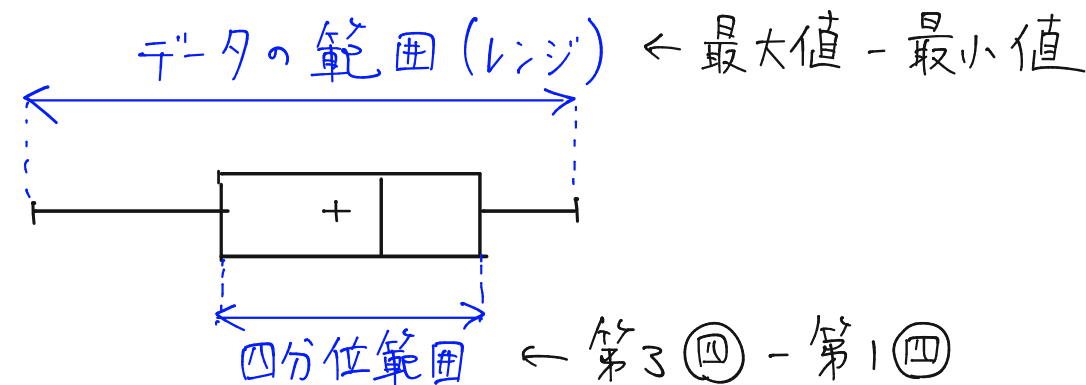 データの範囲(レンジ) ← 最大値 - 最小値
四分位範囲 ← 第3四 - 第1四